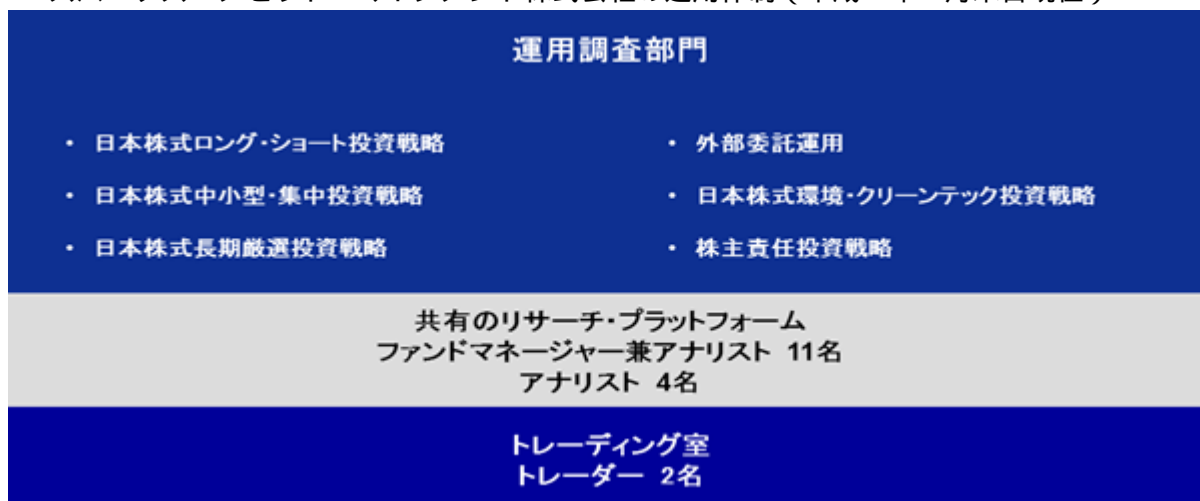 運用調査部門
・ 日本株式ロング・ショート投資戦略
・ 日本株式中小型・集中投資戦略
・ 日本株式長期厳選投資戦略
・ 外部委託運用
・ 日本株式環境・クリーンテック投資戦略
・ 株主責任投資戦略
共有のリサーチ・プラットフォーム
ファンドマネージャー兼アナリスト 11名
アナリスト 4名
トレーディング室
トレーダー 2名